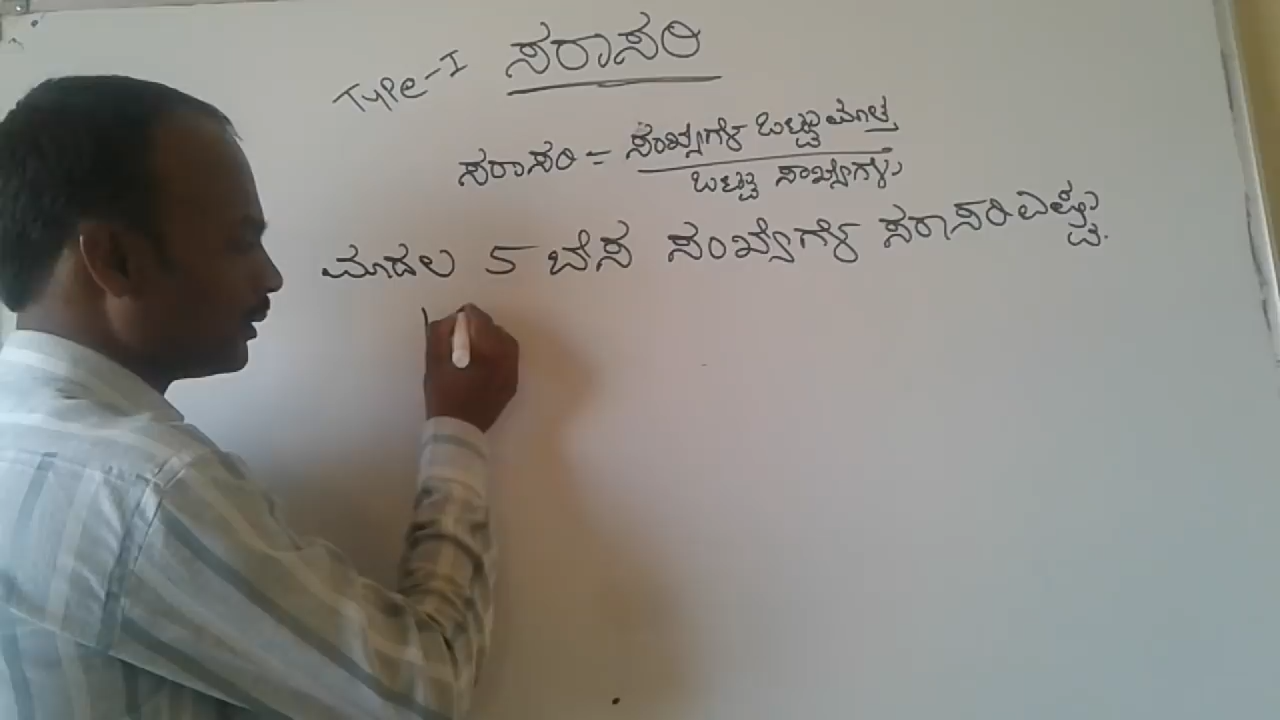 Type-I ಸರಾಸರಿ
ಸರಾಸರಿ = ಸಂಖ್ಯೆಗಳ ಒಟ್ಟು ಮೊತ್ತ
ಒಟ್ಟು ಸಂಖ್ಯೆಗಳು
ಮೊದಲ 5 ಬೆಸ ಸಂಖ್ಯೆಗಳ ಸರಾಸರಿ ಎಷ್ಟು.